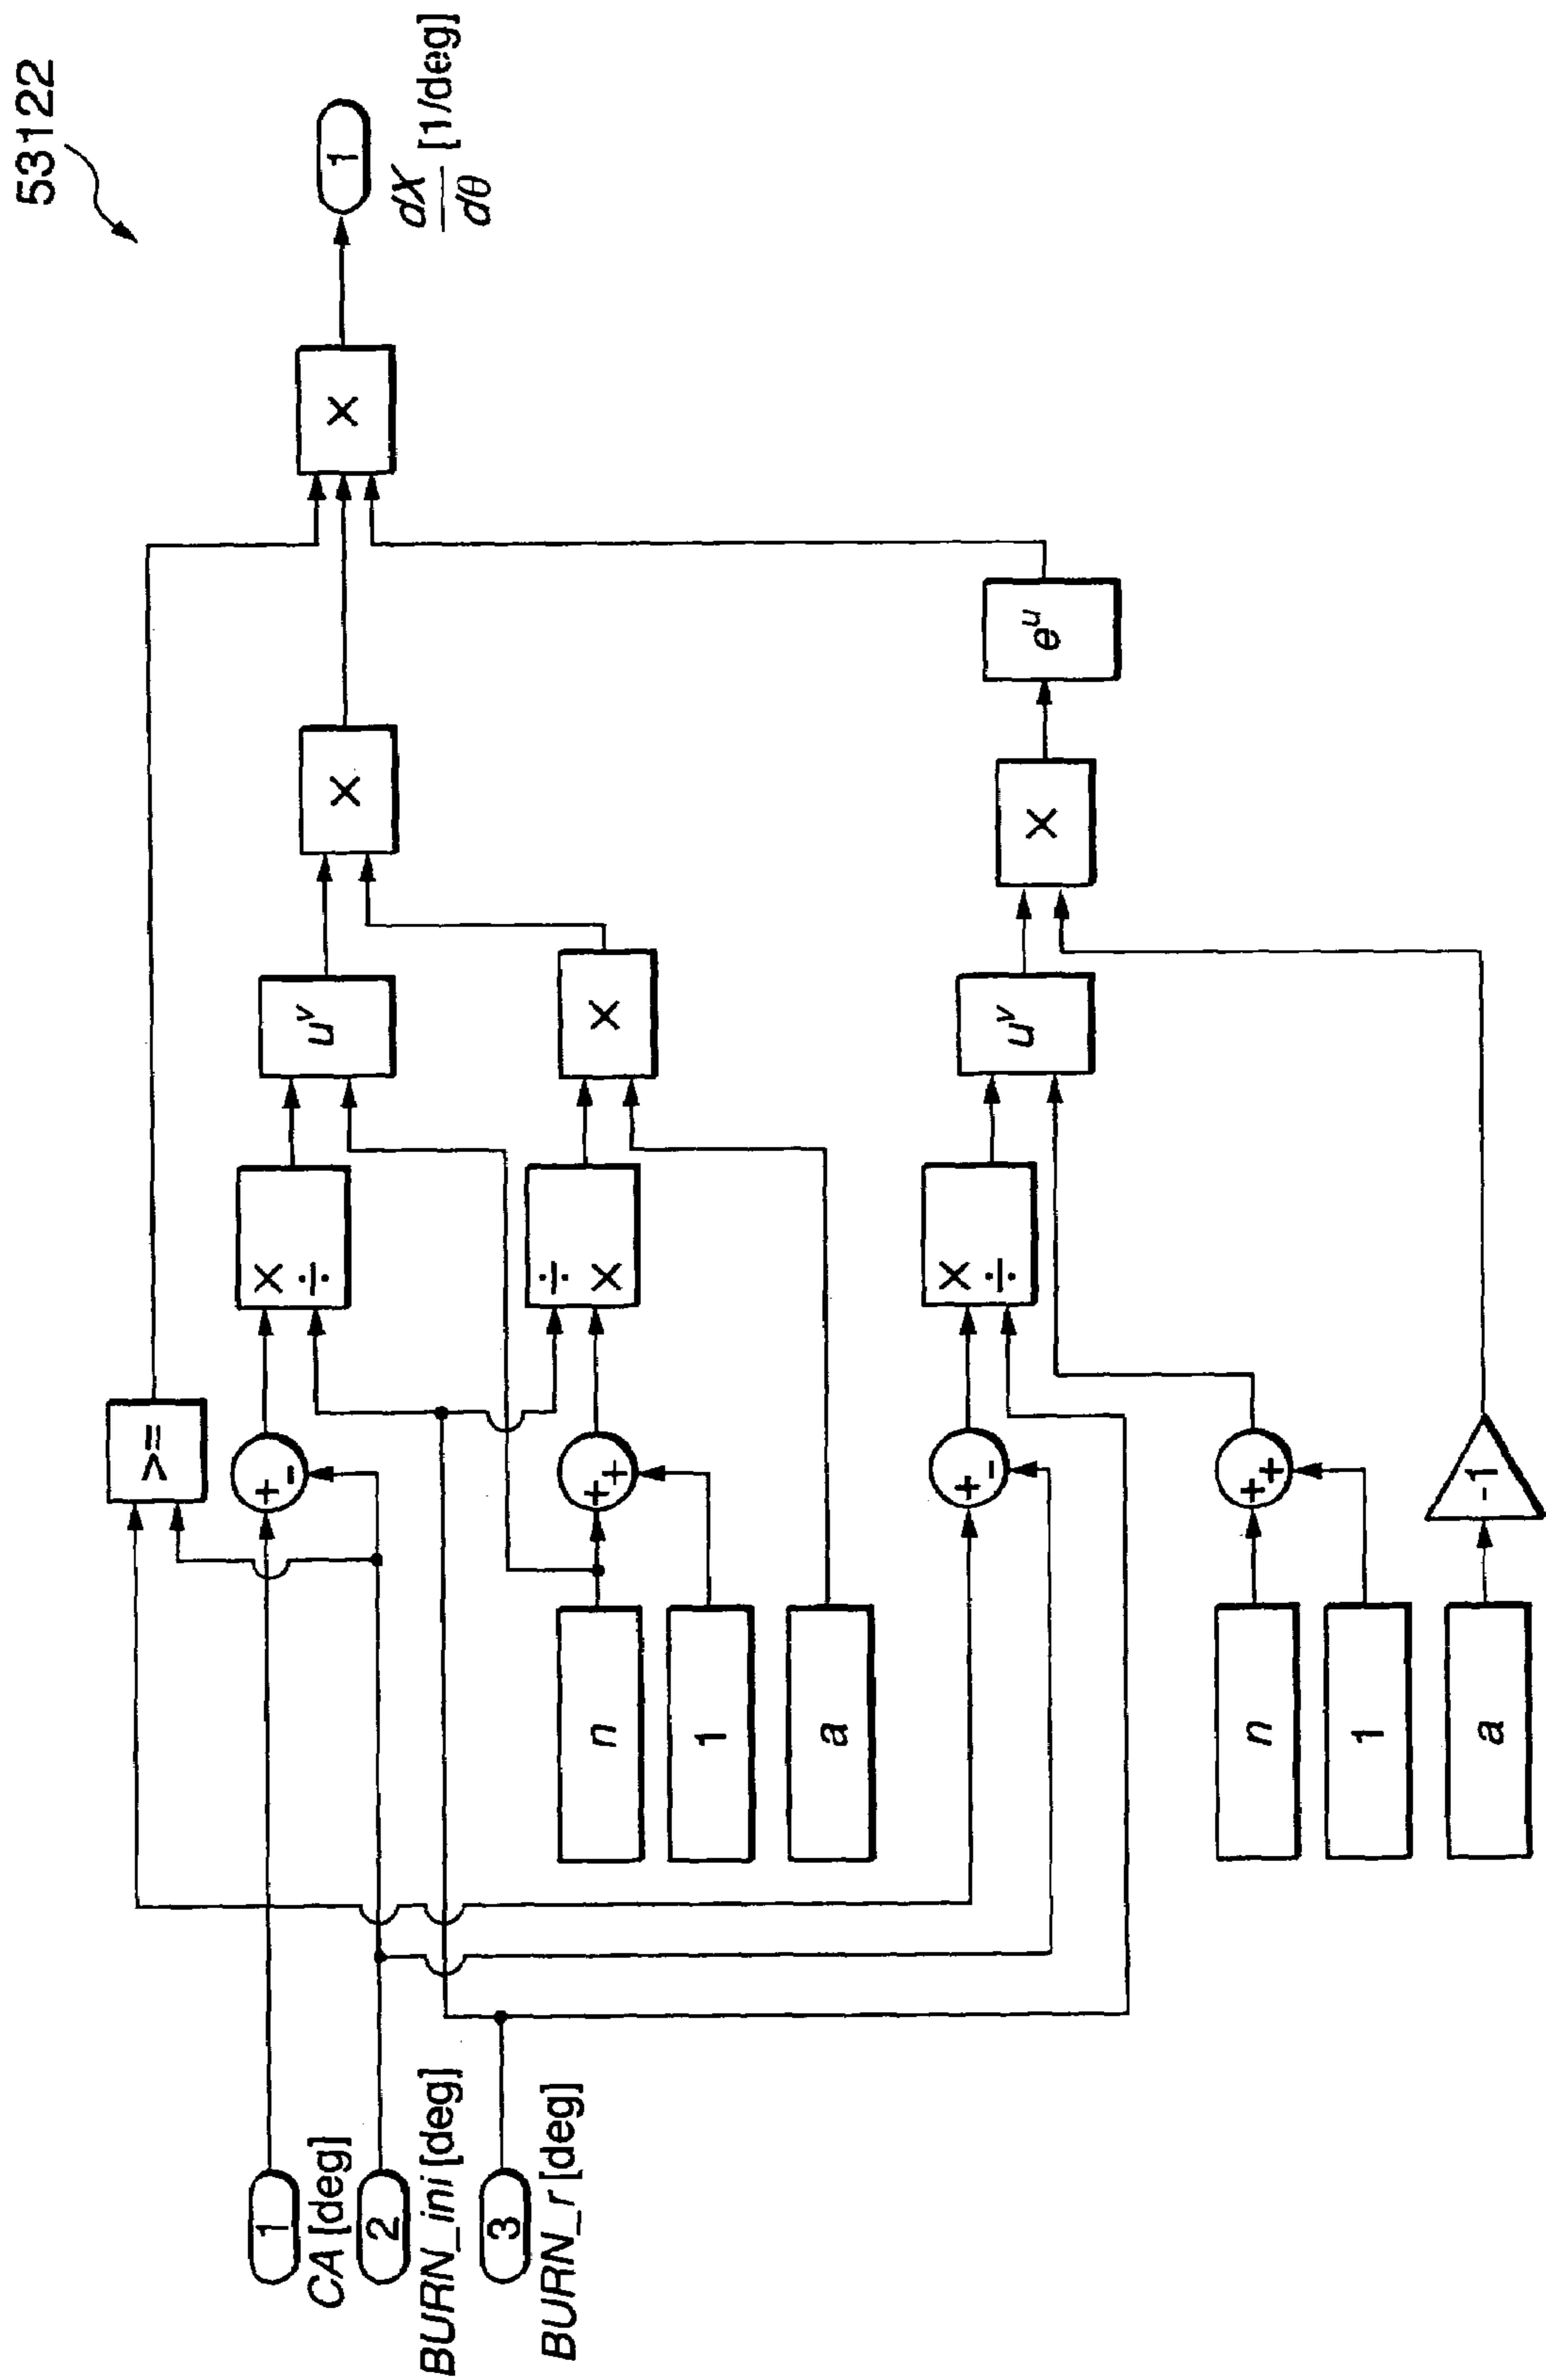 53122
1
dX
dθ
[1/deg]
×
×
e^u
×
u^v
×
u^v
× ÷
÷ ×
× ÷
>=
+ -
+ +
+ -
+ +
-1
n
1
a
n
1
a
1
CA [deg]
2
BURN_ini [deg]
3
BURN_r [deg]